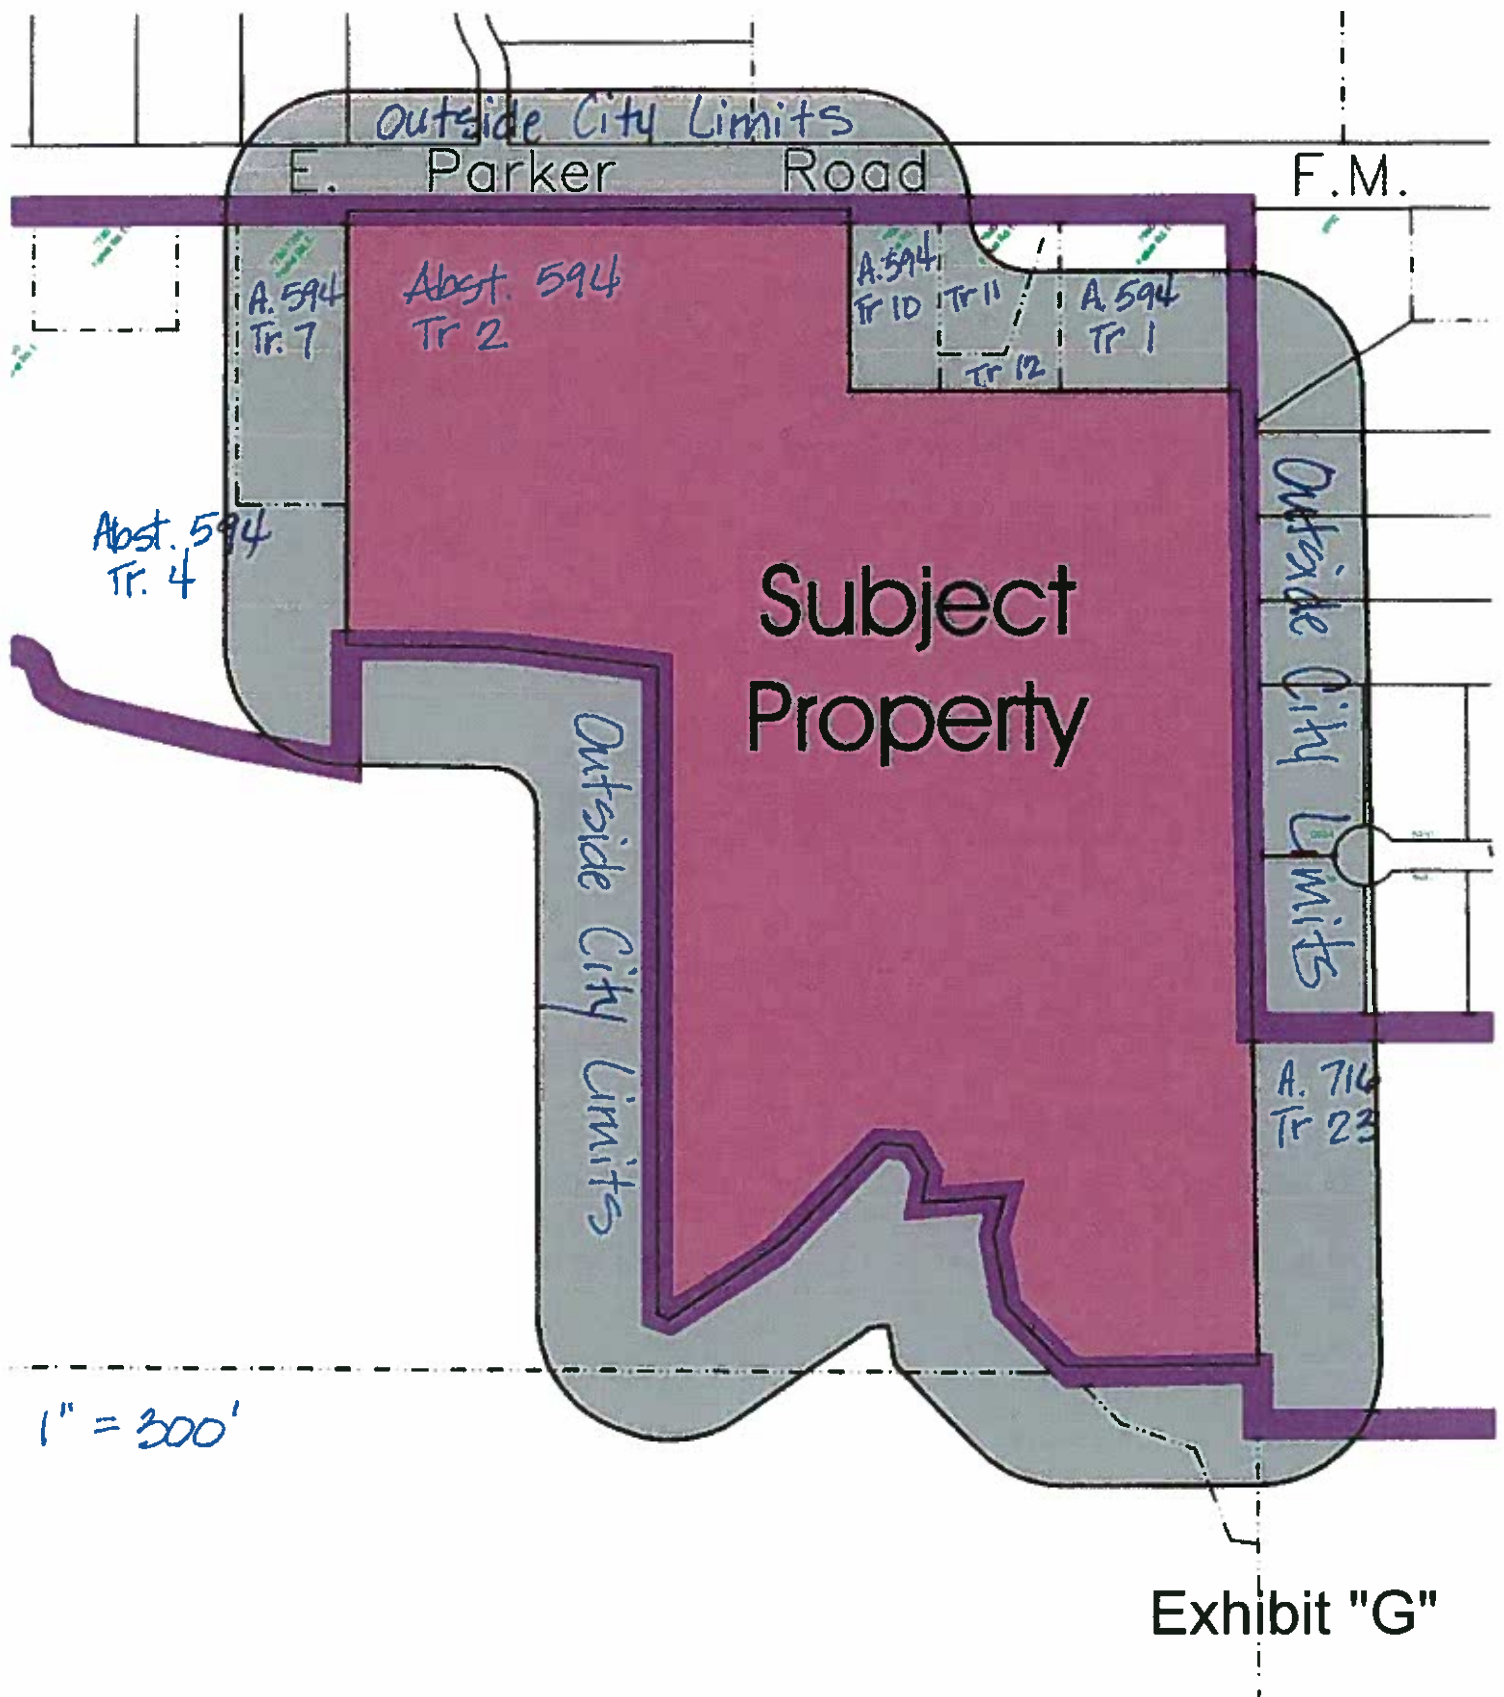 Outside City Limits
E. Parker Road
F.M.
A. 594
Tr. 7
Abst. 594
Tr 2
A. 594
Tr 10
Tr 11
Tr 12
A. 594
Tr 1
Abst. 594
Tr. 4
Subject
Property
Outside City Limits
Outside City Limits
A. 716
Tr 23
1" = 300'
Exhibit "G"